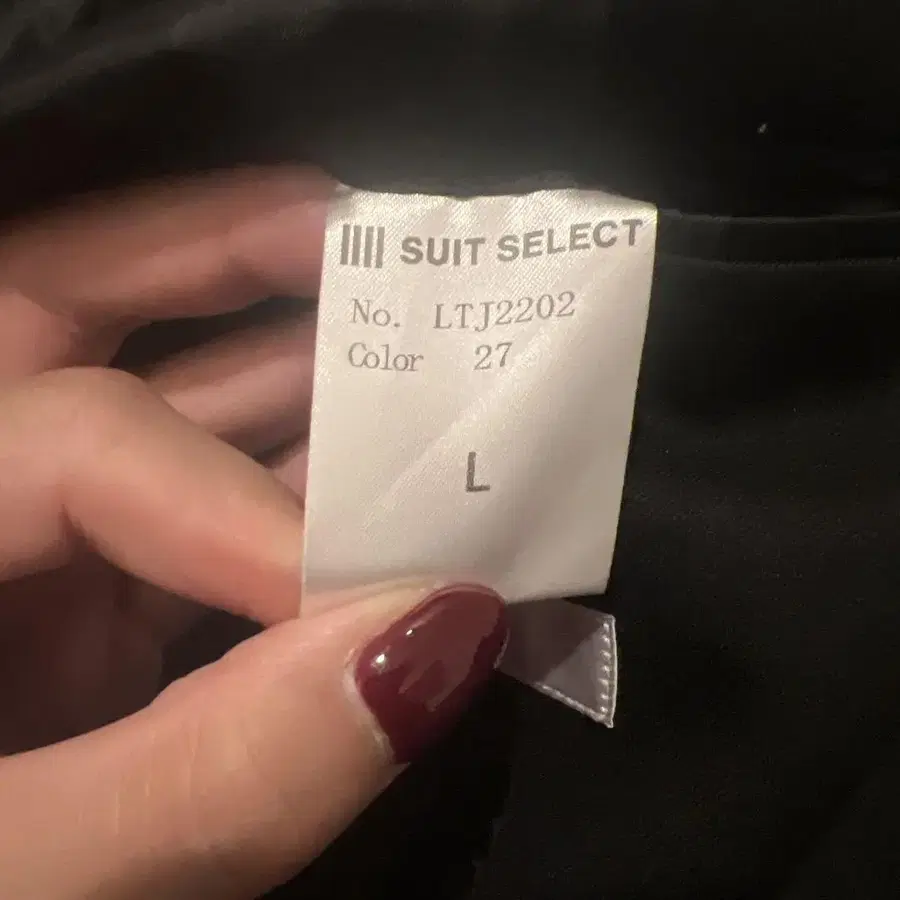 SUIT SELECT
No. LTJ2202
Color 27
L